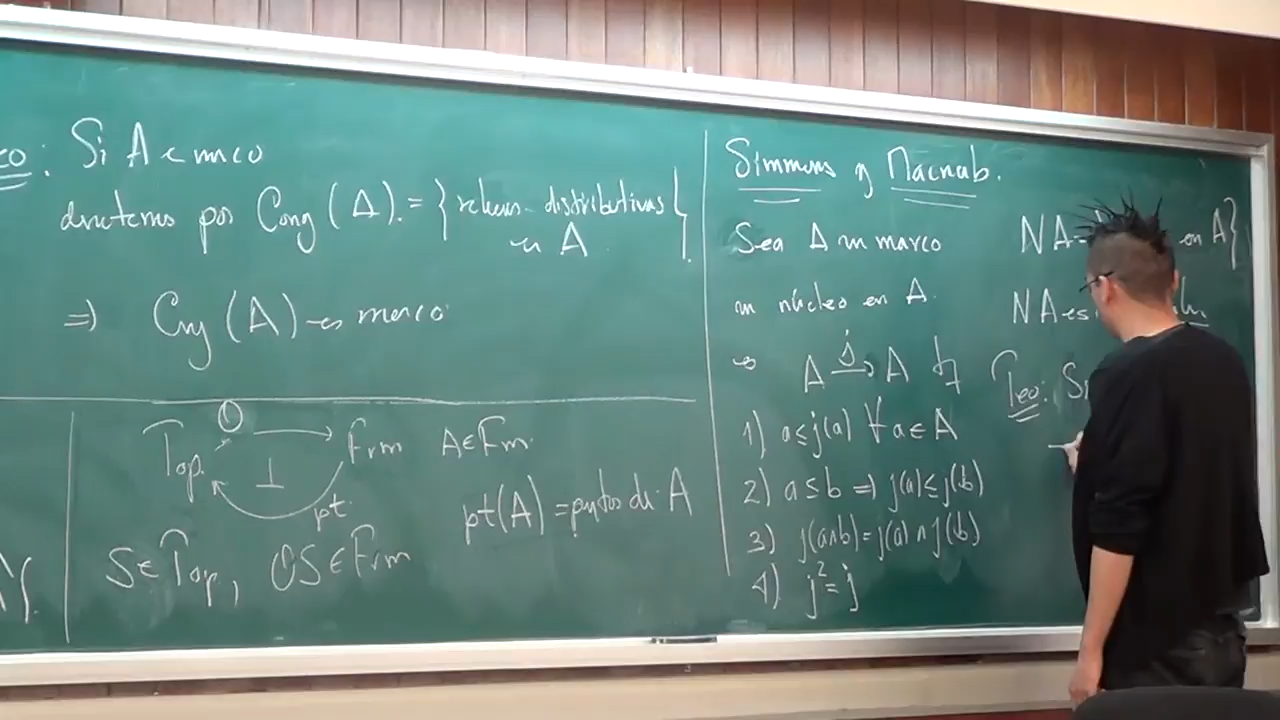 co: Si A e marco
denotemos por Cong (A). = { relaciones distributivas
en A }
⇒ Cong (A) es marco
Top. O ⊥ pt Frm A∈Frm.
pt(A) = puntos de A
S∈Top, OS∈Frm
Simmons y Macnab.
Sea A un marco
un núcleo en A.
es A j→ A
1) a≤j(a) ∀a∈A
2) a≤b ⇒ j(a)≤j(b)
3) j(a∧b)=j(a)∧j(b)
4) j²=j
NA= en A}
NA es
Teo: S